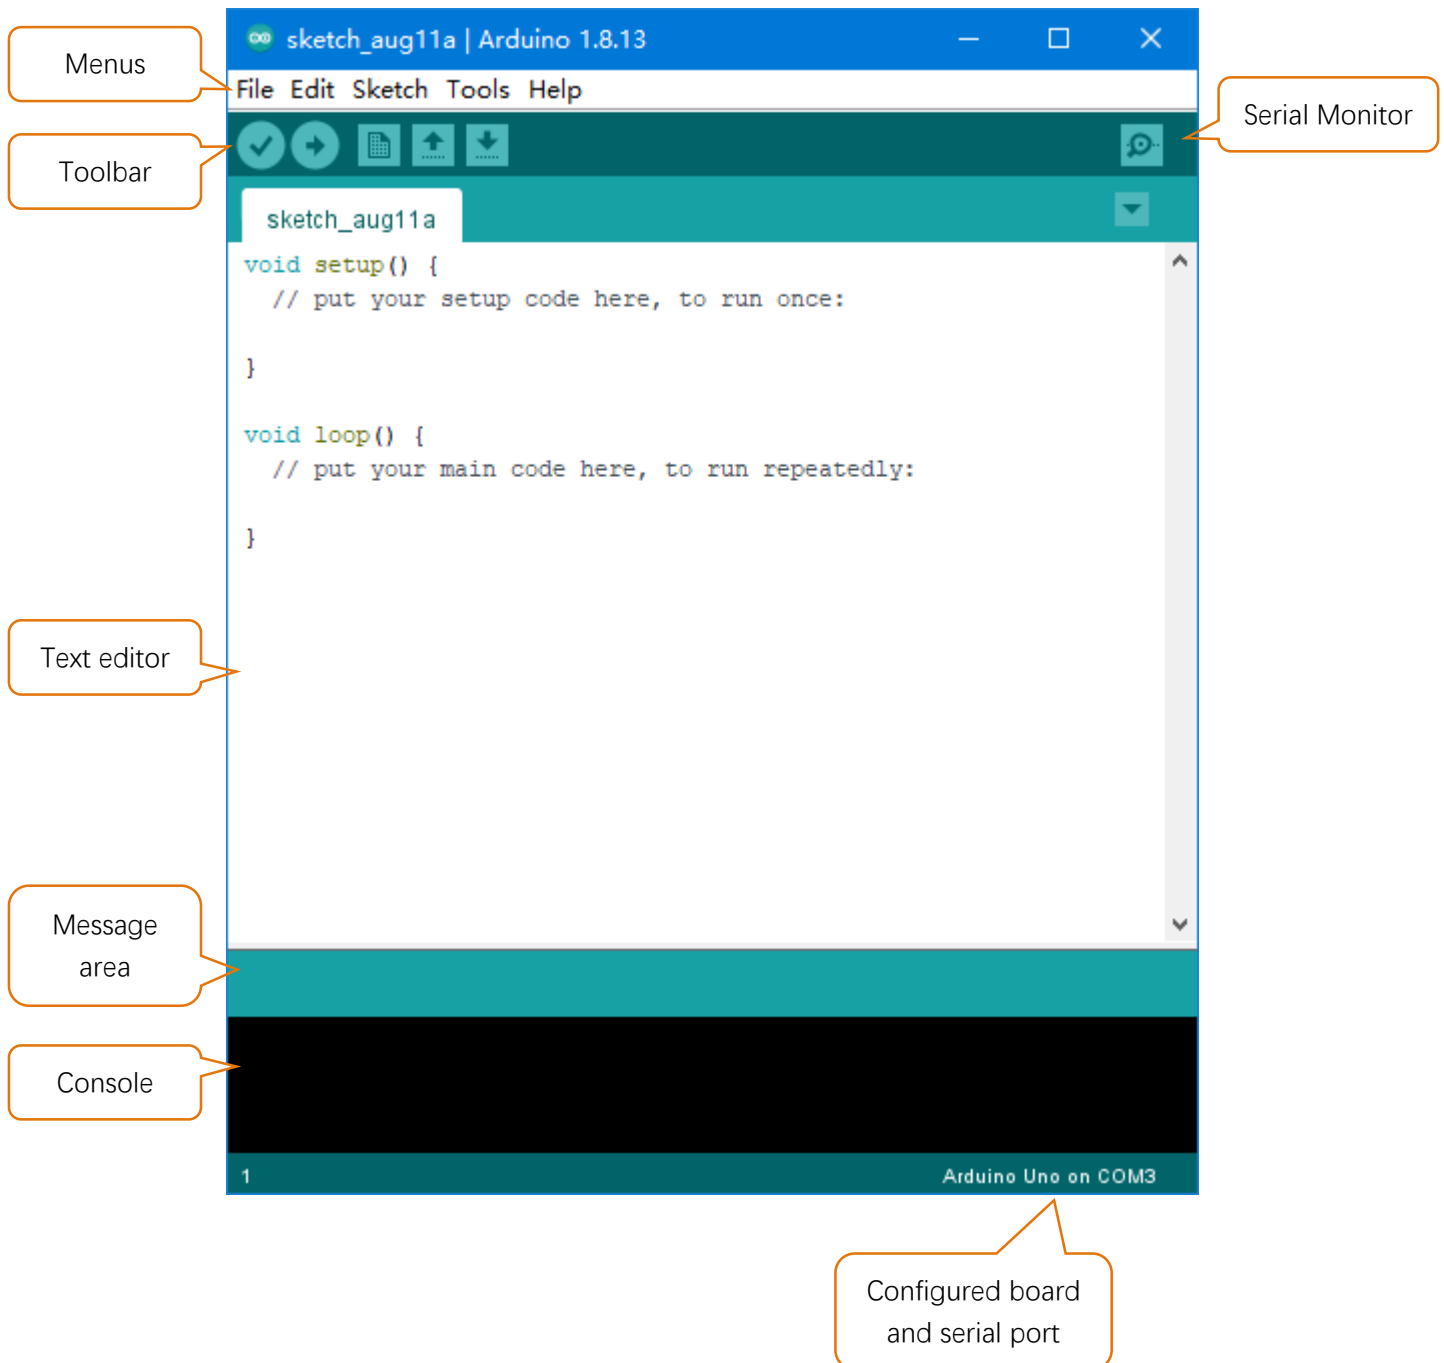 sketch_aug11a | Arduino 1.8.13
Menus
File Edit Sketch Tools Help
Serial Monitor
Toolbar
sketch_aug11a
void setup() {
  // put your setup code here, to run once:
}
void loop() {
  // put your main code here, to run repeatedly:
}
Text editor
Message
area
Console
1
Arduino Uno on COM3
Configured board
and serial port